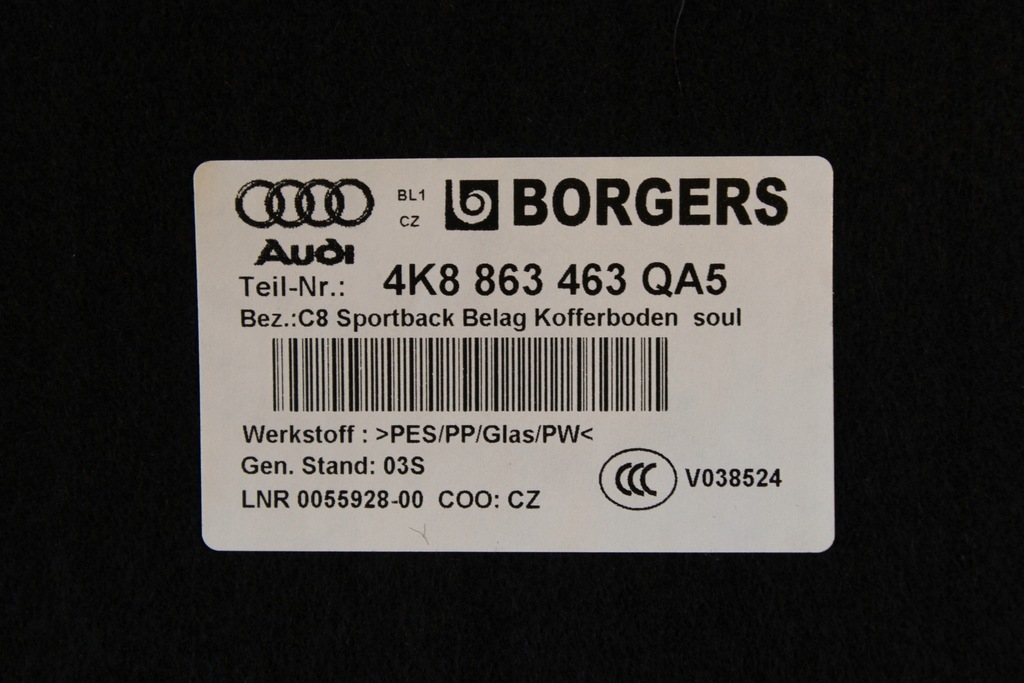 BL1
CZ
BORGERS
Audi
Teil-Nr.: 4K8 863 463 QA5
Bez.:C8 Sportback Belag Kofferboden soul
Werkstoff : >PES/PP/Glas/PW<
Gen. Stand: 03S
LNR 0055928-00 COO: CZ
CCC V038524